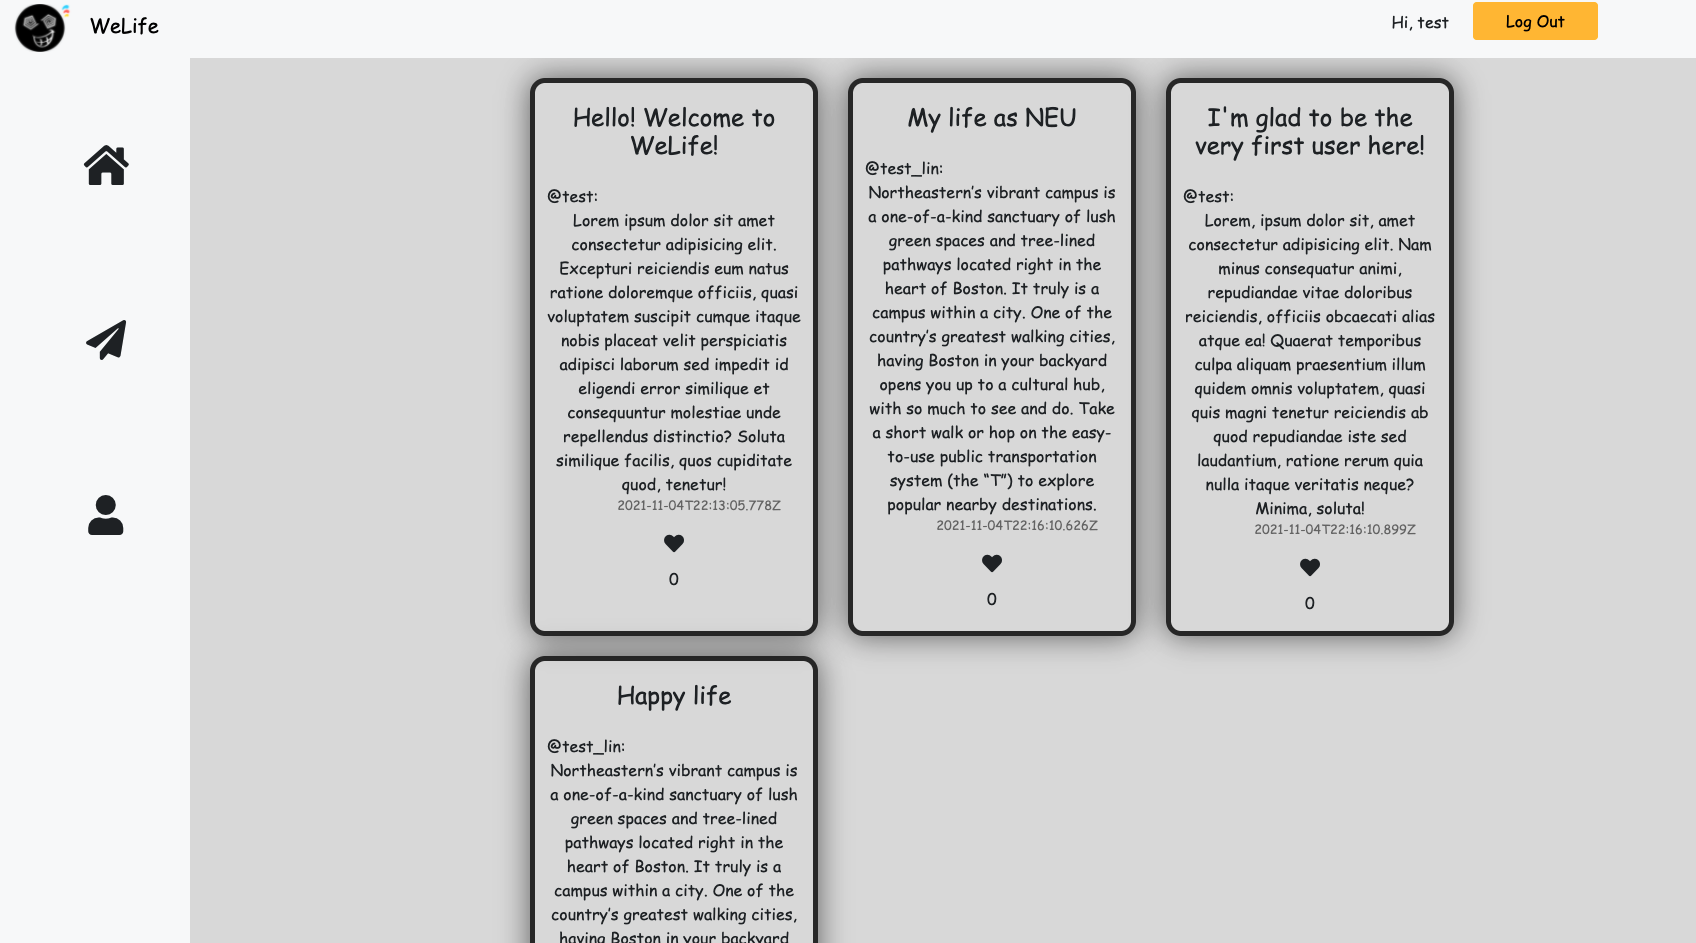 WeLife
Hi, test
Log Out
Hello! Welcome to
WeLife!
@test:
Lorem ipsum dolor sit amet
consectetur adipisicing elit.
Excepturi reiciendis eum natus
ratione doloremque officiis, quasi
voluptatem suscipit cumque itaque
nobis placeat velit perspiciatis
adipisci laborum sed impedit id
eligendi error similique et
consequuntur molestiae unde
repellendus distinctio? Soluta
similique facilis, quos cupiditate
quod, tenetur!
2021-11-04T22:13:05.778Z
0
My life as NEU
@test_lin:
Northeastern’s vibrant campus is
a one-of-a-kind sanctuary of lush
green spaces and tree-lined
pathways located right in the
heart of Boston. It truly is a
campus within a city. One of the
country’s greatest walking cities,
having Boston in your backyard
opens you up to a cultural hub,
with so much to see and do. Take
a short walk or hop on the easy-
to-use public transportation
system (the “T”) to explore
popular nearby destinations.
2021-11-04T22:16:10.626Z
0
I'm glad to be the
very first user here!
@test:
Lorem, ipsum dolor sit, amet
consectetur adipisicing elit. Nam
minus consequatur animi,
repudiandae vitae doloribus
reiciendis, officiis obcaecati alias
atque ea! Quaerat temporibus
culpa aliquam praesentium illum
quidem omnis voluptatem, quasi
quis magni tenetur reiciendis ab
quod repudiandae iste sed
laudantium, ratione rerum quia
nulla itaque veritatis neque?
Minima, soluta!
2021-11-04T22:16:10.899Z
0
Happy life
@test_lin:
Northeastern’s vibrant campus is
a one-of-a-kind sanctuary of lush
green spaces and tree-lined
pathways located right in the
heart of Boston. It truly is a
campus within a city. One of the
country’s greatest walking cities,
having Boston in your backyard